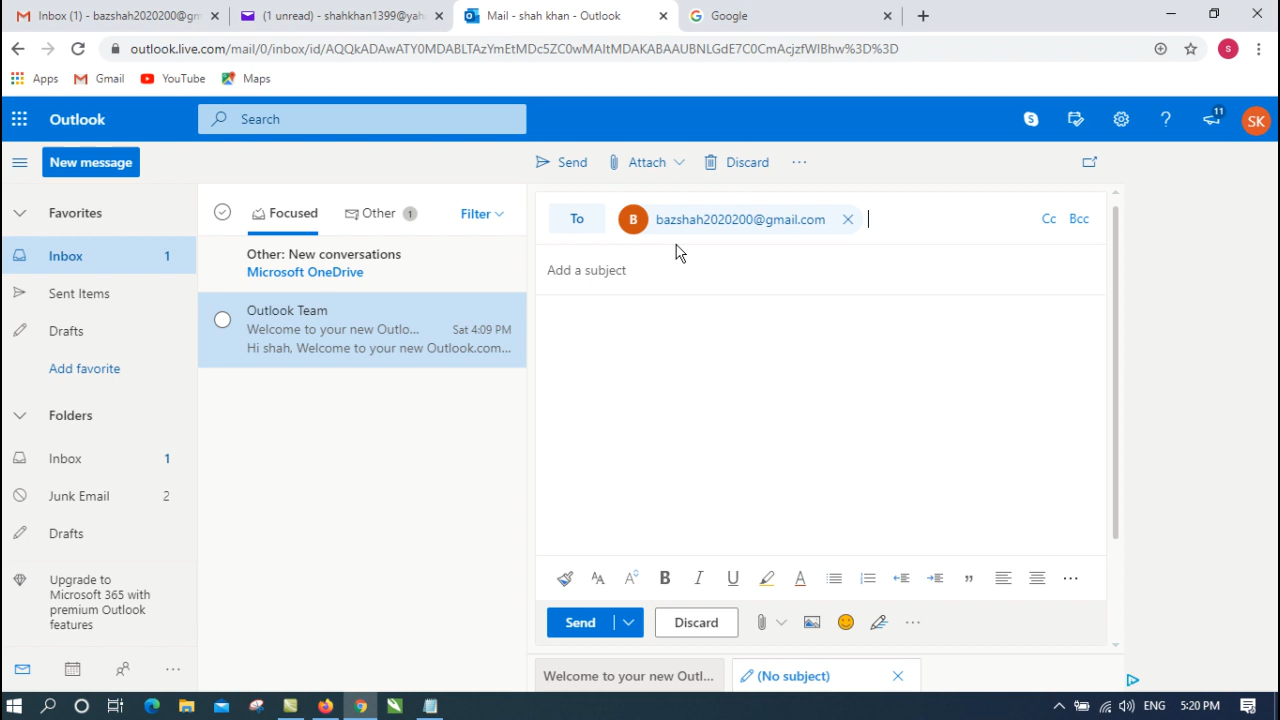 Inbox (1) - bazshah2020200@gm
(1 unread) - shahkhan1399@yaho
Mail - shah khan - Outlook
Google
outlook.live.com/mail/0/inbox/id/AQQkADAwATY0MDABLTAzYmEtMDc5ZC0wMAItMDAKABAAUBNLGdE7C0CmAcjzfWIBhw%3D%3D
S
Apps
Gmail
YouTube
Maps
Outlook
Search
11
SK
New message
Send
Attach
Discard
Favorites
Focused
Other 1
Filter
To
B
bazshah2020200@gmail.com
Cc
Bcc
Inbox 1
Other: New conversations
Microsoft OneDrive
Add a subject
Sent Items
Outlook Team
Welcome to your new Outlo...
Sat 4:09 PM
Hi shah, Welcome to your new Outlook.com...
Drafts
Add favorite
Folders
Inbox 1
Junk Email 2
Drafts
Upgrade to
Microsoft 365 with
premium Outlook
features
B
I
U
A
Send
Discard
Welcome to your new Outl...
(No subject)
ENG
5:20 PM